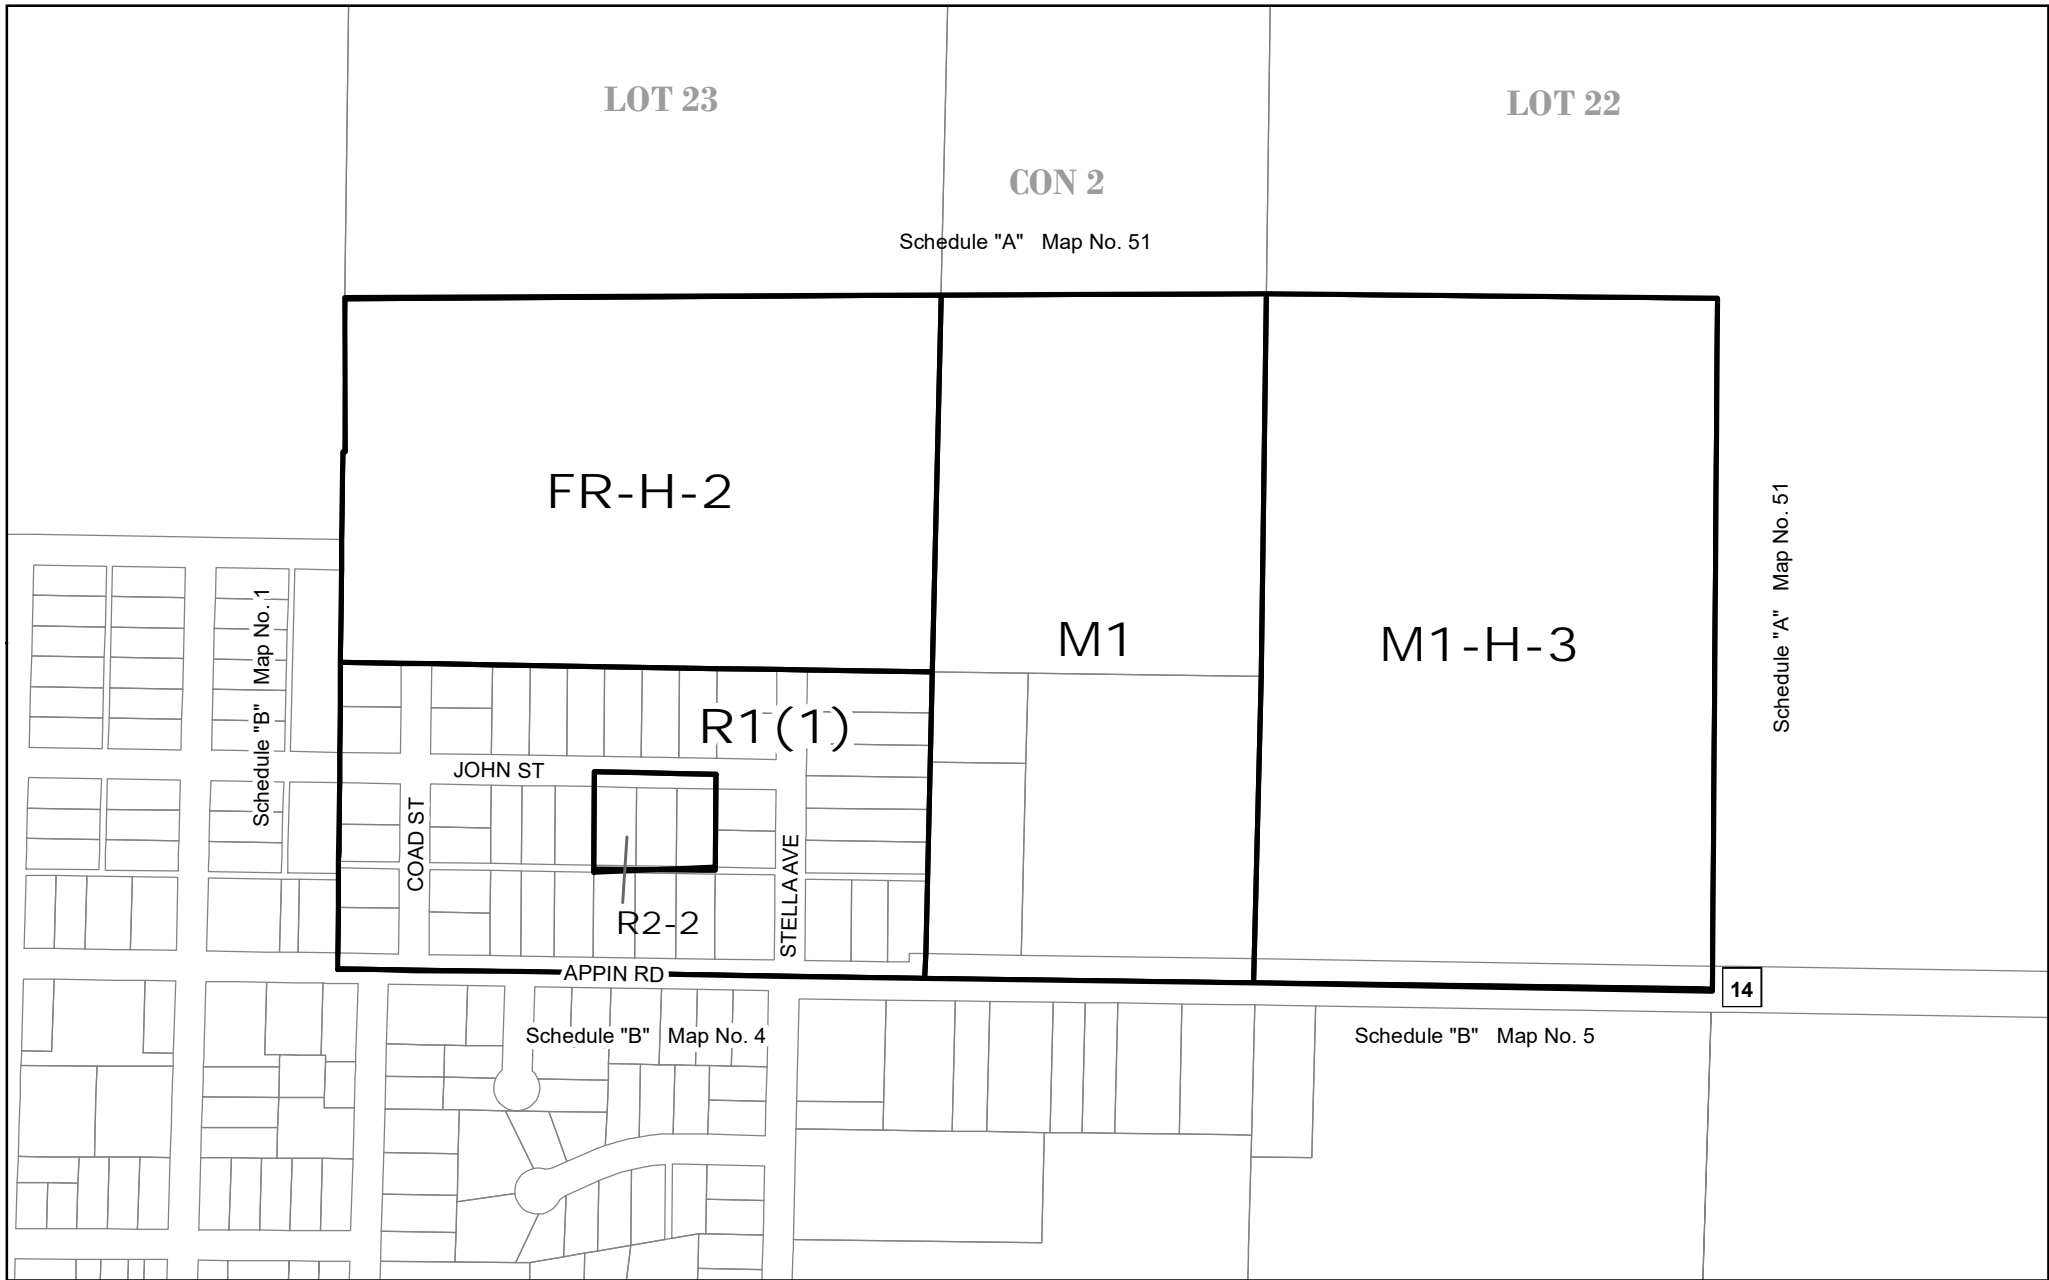 LOT 23
LOT 22
CON 2
Schedule "A" Map No. 51
FR-H-2
M1
M1-H-3
Schedule "A" Map No. 51
Schedule "B" Map No. 1
R1(1)
JOHN ST
COAD ST
STELLA AVE
R2-2
APPIN RD
14
Schedule "B" Map No. 4
Schedule "B" Map No. 5